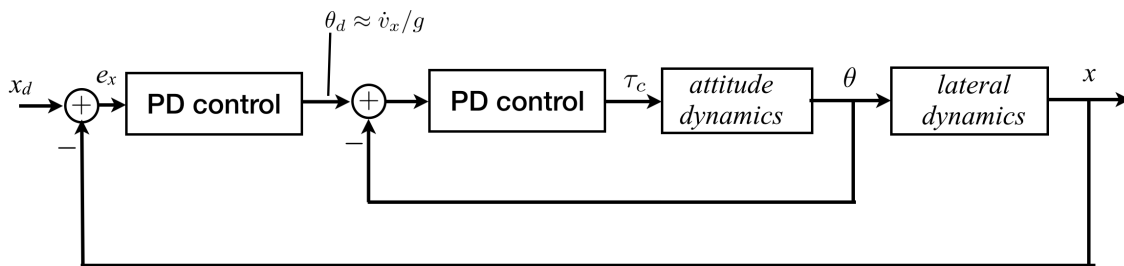 θ_d ≈ v̇_x/g
x_d
+
e_x
PD control
+
PD control
τ_c
attitude
dynamics
θ
lateral
dynamics
x
−
−